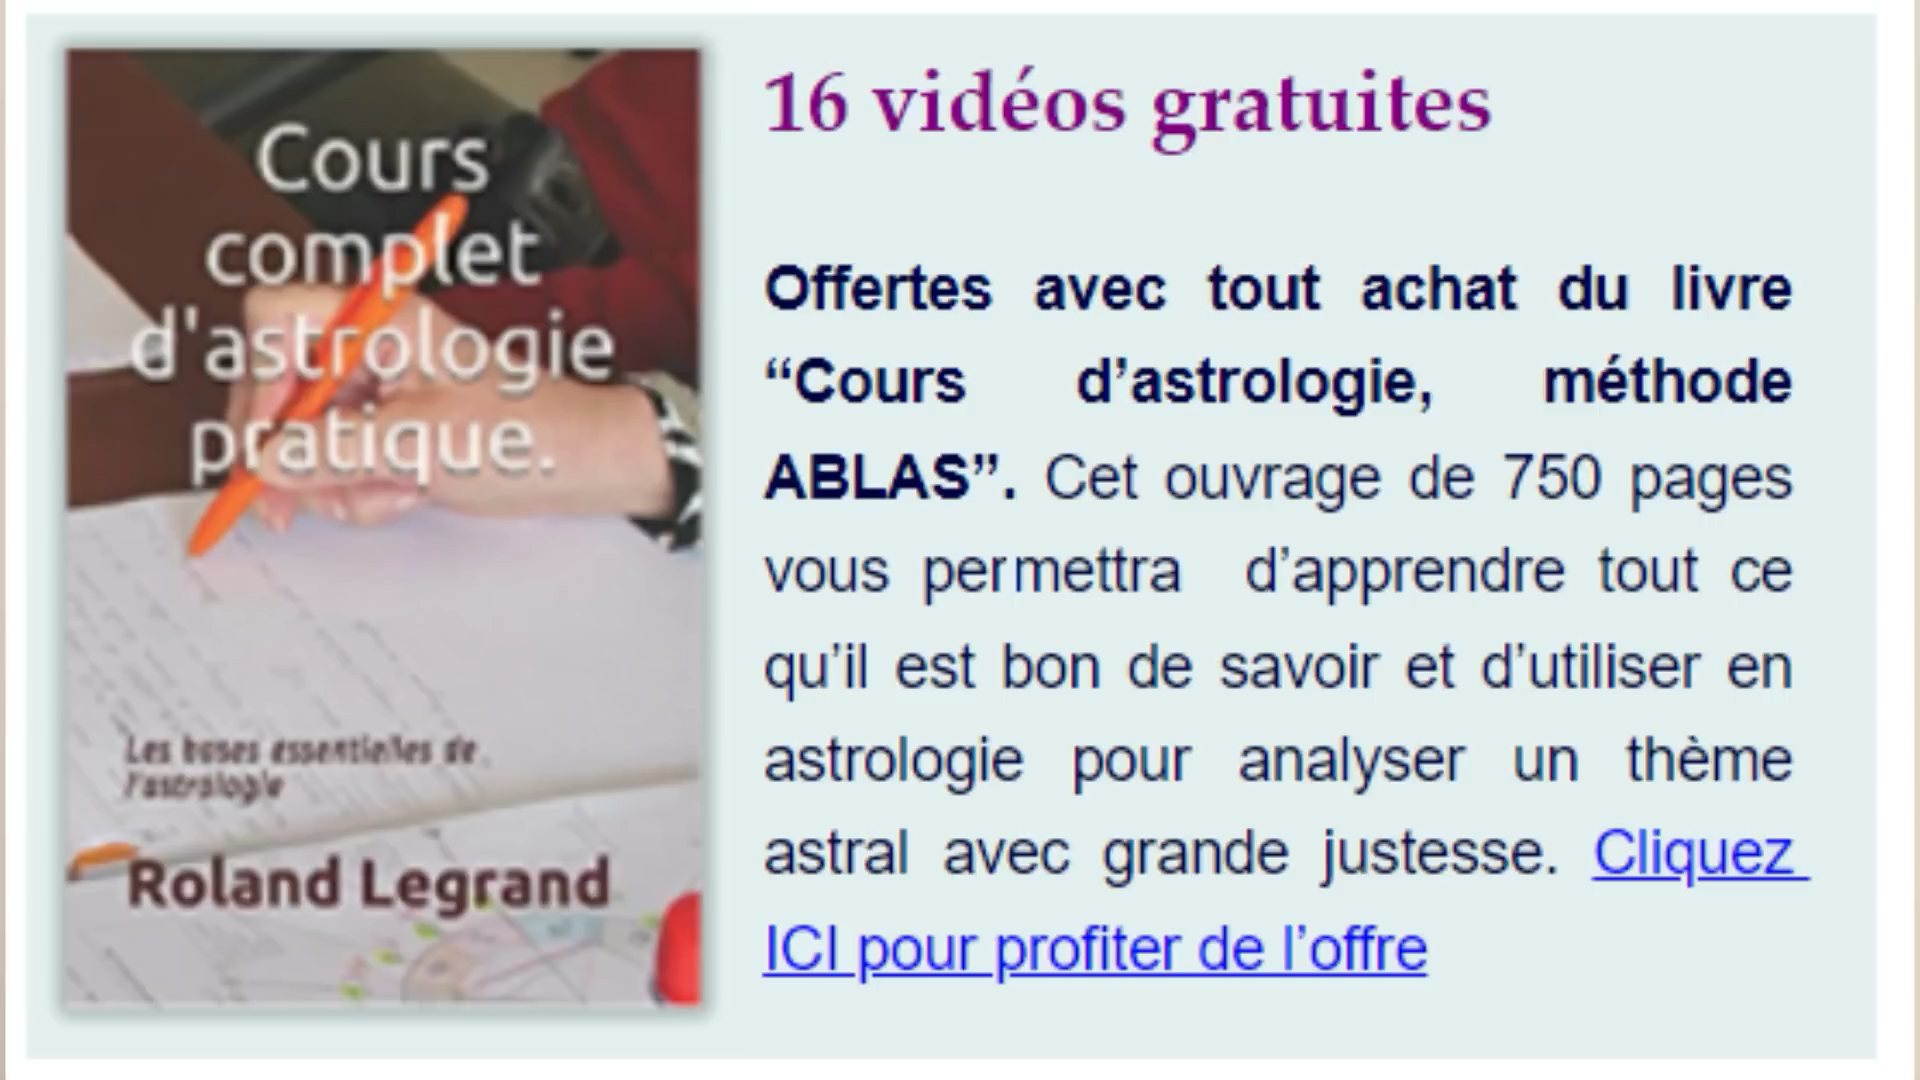 Cours
complet
d'astrologie
pratique.
Les bases essentielles de
l'astrologie
Roland Legrand
16 vidéos gratuites
Offertes avec tout achat du livre
“Cours d’astrologie, méthode
ABLAS”. Cet ouvrage de 750 pages
vous permettra d’apprendre tout ce
qu’il est bon de savoir et d’utiliser en
astrologie pour analyser un thème
astral avec grande justesse. Cliquez
ICI pour profiter de l’offre